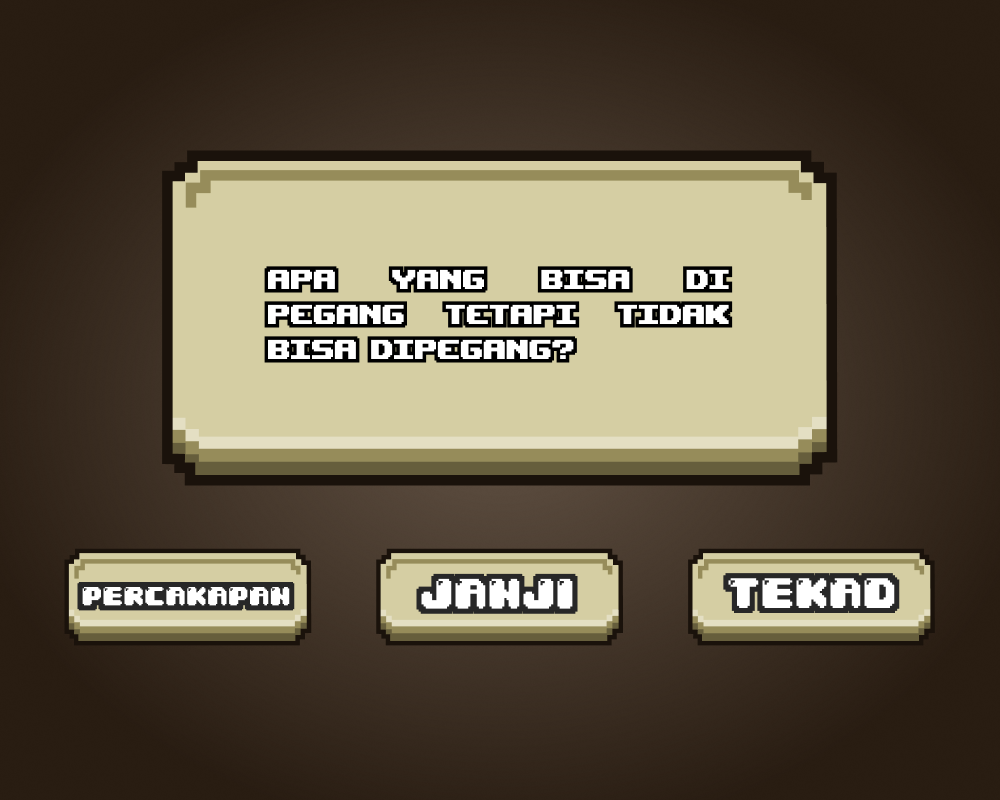 APA YANG BISA DI
PEGANG TETAPI TIDAK
BISA DIPEGANG?
PERCAKAPAN
JANJI
TEKAD